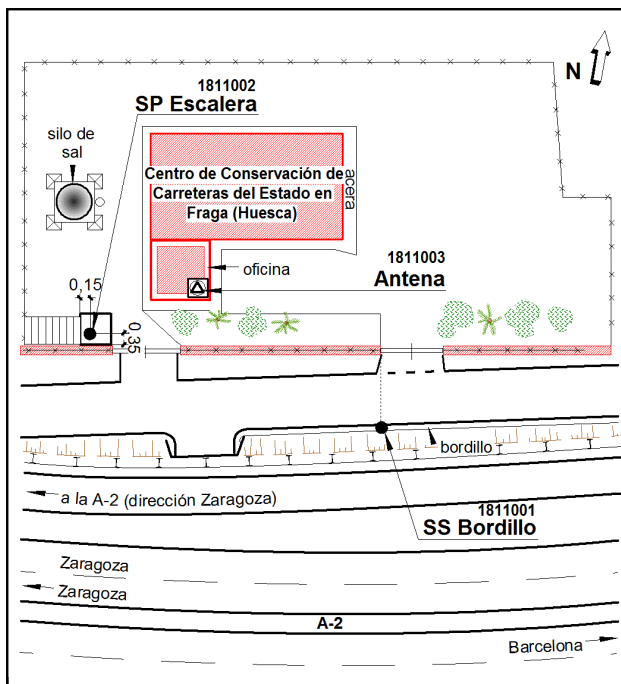 1811002
SP Escalera
N
silo de
sal
Centro de Conservación de
Carreteras del Estado en
Fraga (Huesca)
acera
1811003
Antena
oficina
0,15
0,35
bordillo
1811001
SS Bordillo
a la A-2 (dirección Zaragoza)
Zaragoza
Zaragoza
A-2
Barcelona